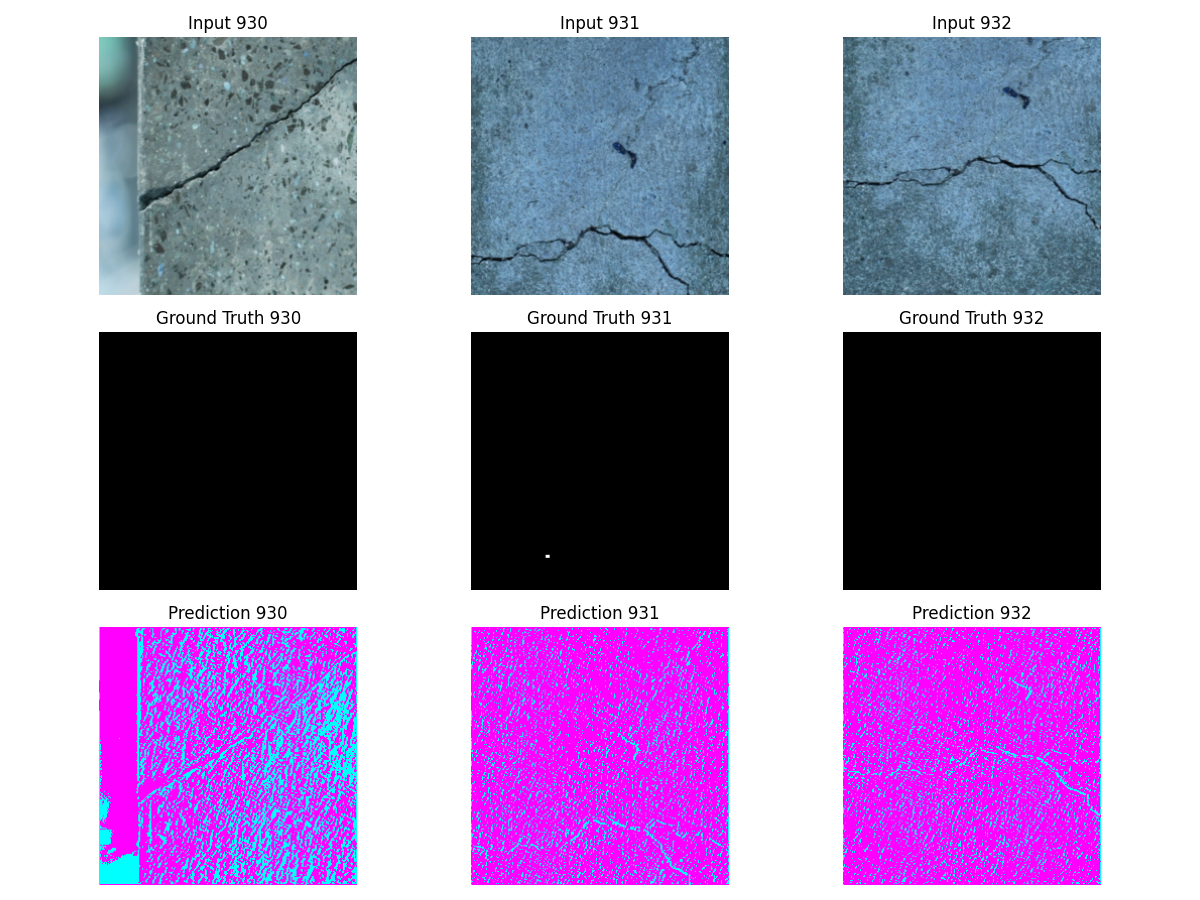 Input 930
Input 931
Input 932
Ground Truth 930
Ground Truth 931
Ground Truth 932
Prediction 930
Prediction 931
Prediction 932